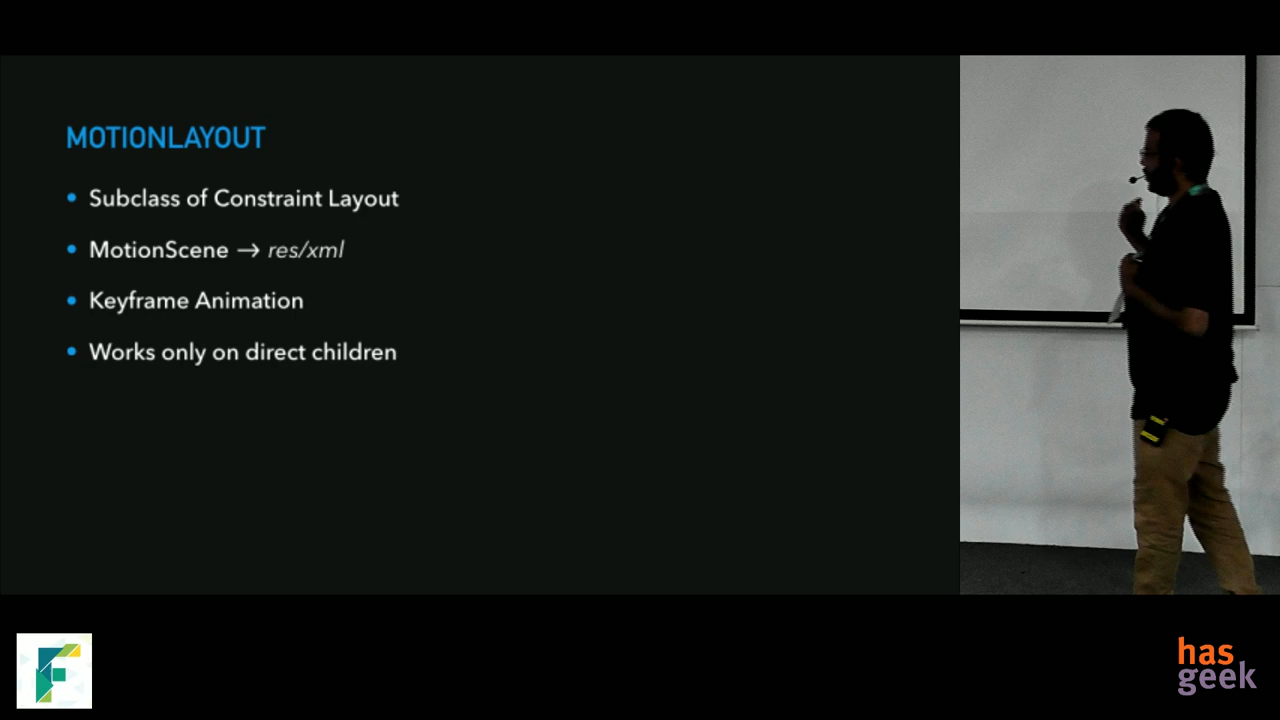 MOTIONLAYOUT
• Subclass of Constraint Layout
• MotionScene → res/xml
• Keyframe Animation
• Works only on direct children
F
has
geek